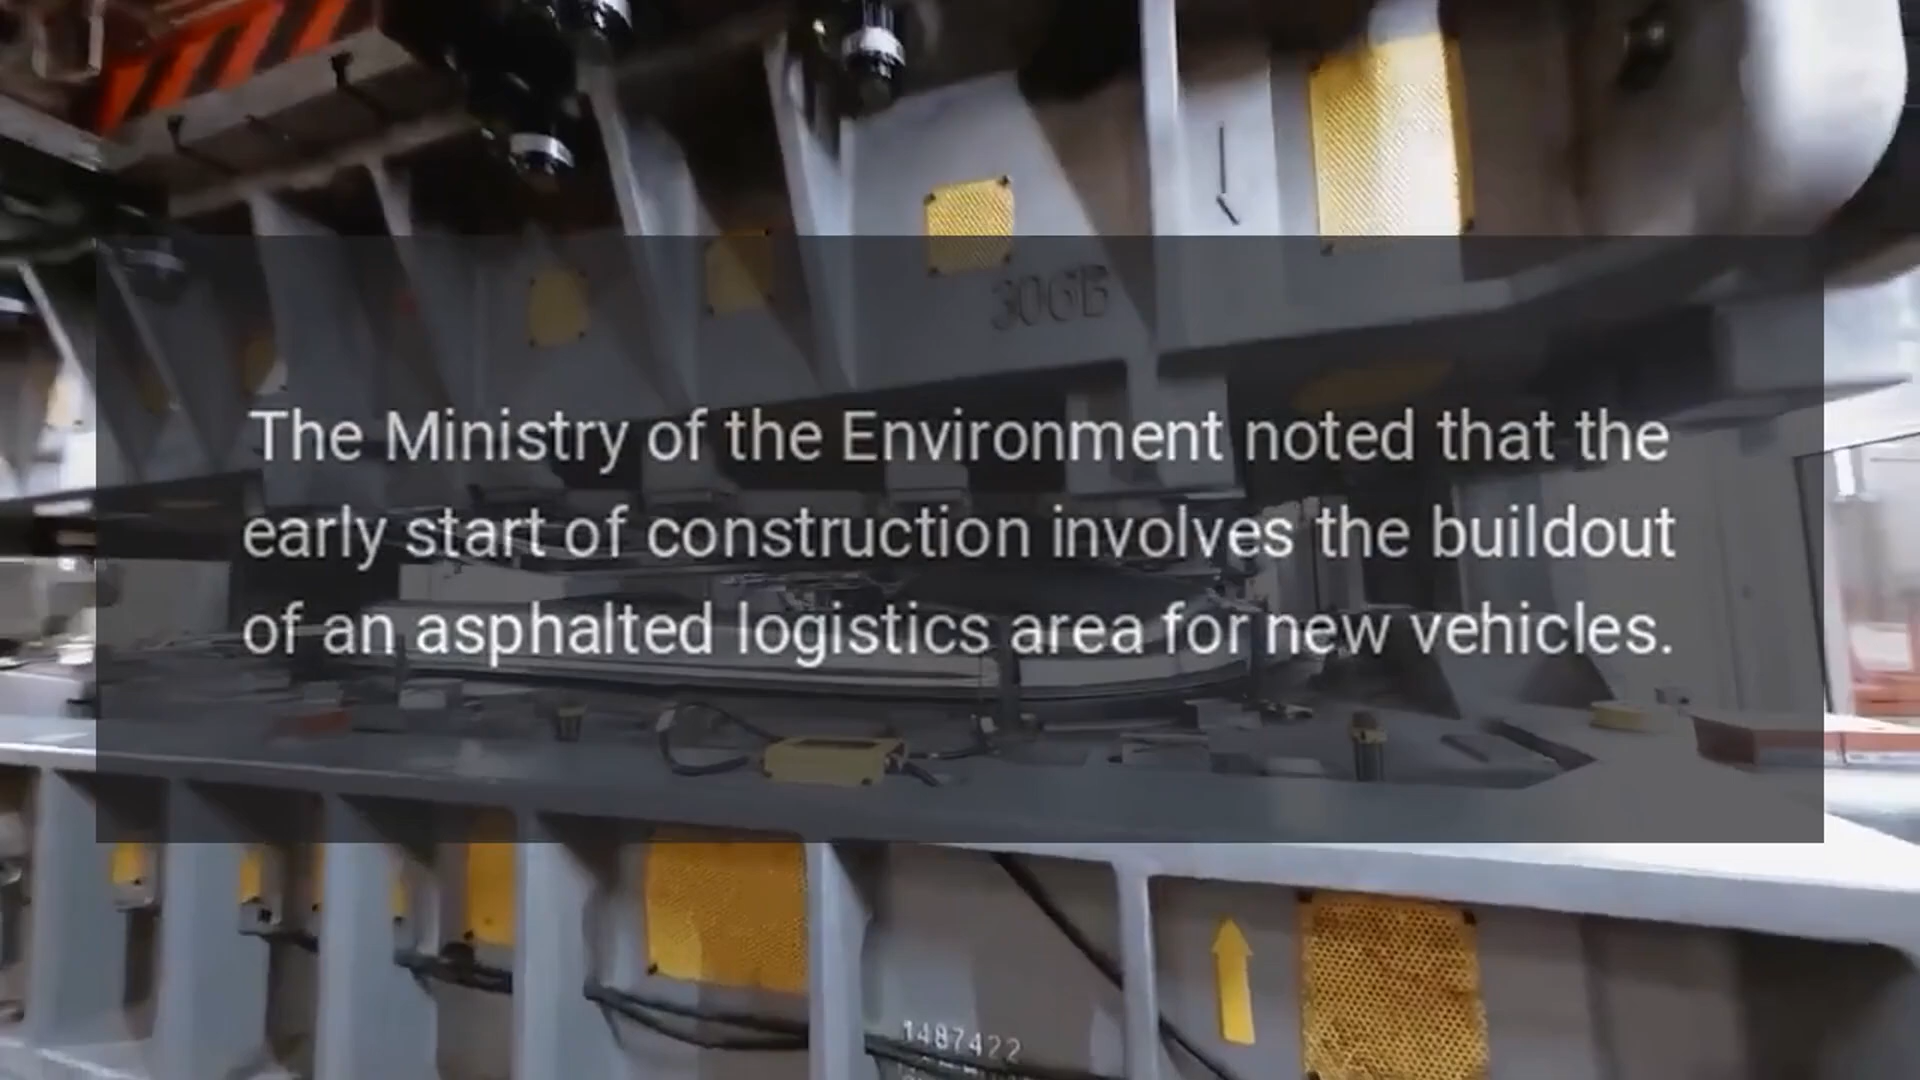 306B
The Ministry of the Environment noted that the
early start of construction involves the buildout
of an asphalted logistics area for new vehicles.
1487422